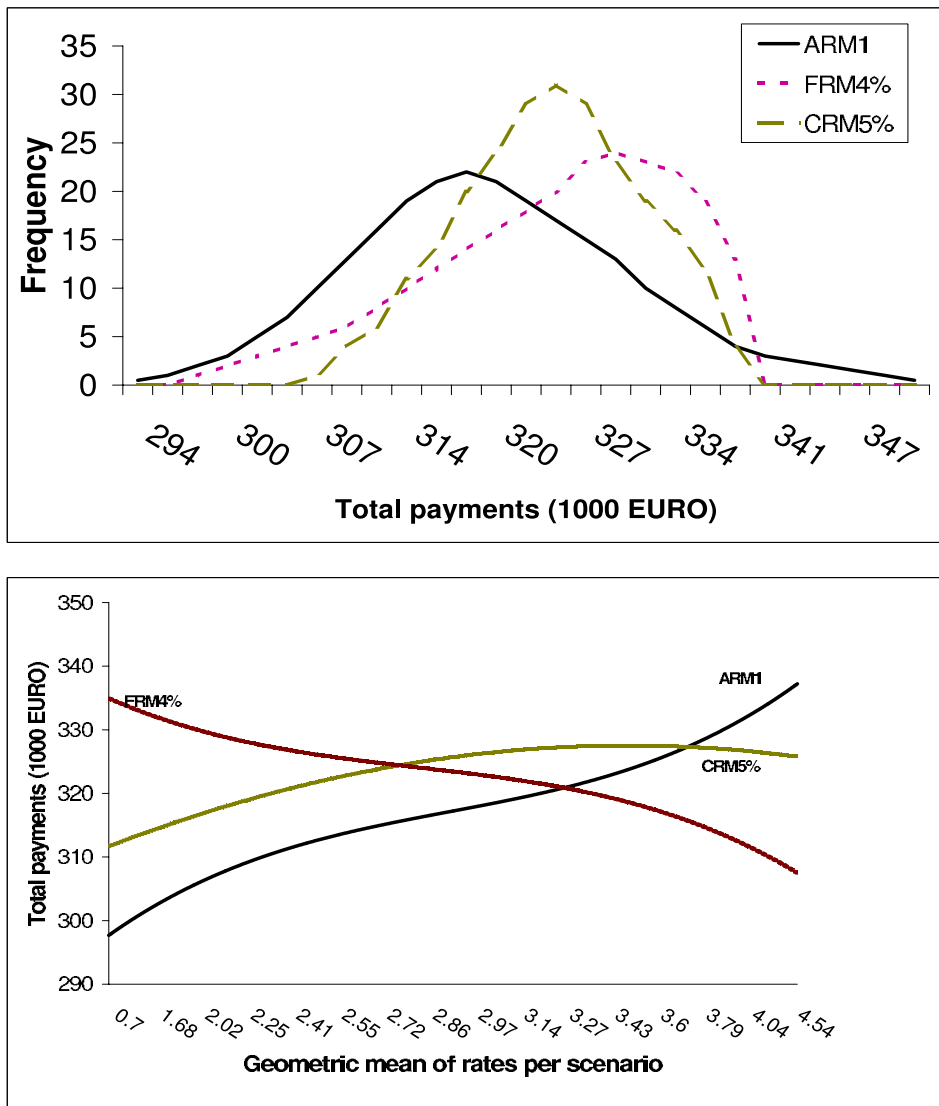 35
30
25
20
15
10
5
0
Frequency
ARM1
FRM4%
CRM5%
294 300 307 314 320 327 334 341 347
Total payments (1000 EURO)
350
340
330
320
310
300
290
Total payments (1000 EURO)
FRM4%
ARM1
CRM5%
0.7 1.68 2.02 2.25 2.41 2.55 2.72 2.86 2.97 3.14 3.27 3.43 3.6 3.79 4.04 4.54
Geometric mean of rates per scenario